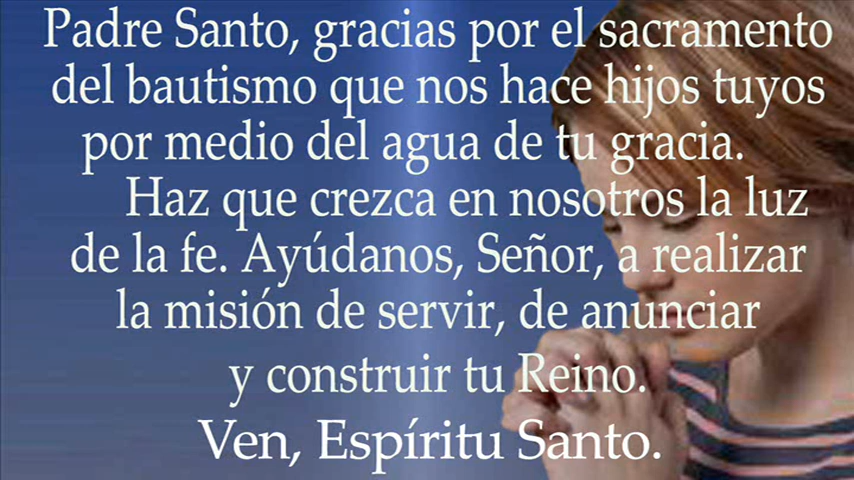 Padre Santo, gracias por el sacramento
del bautismo que nos hace hijos tuyos
por medio del agua de tu gracia.
Haz que crezca en nosotros la luz
de la fe. Ayúdanos, Señor, a realizar
la misión de servir, de anunciar
y construir tu Reino.
Ven, Espíritu Santo.